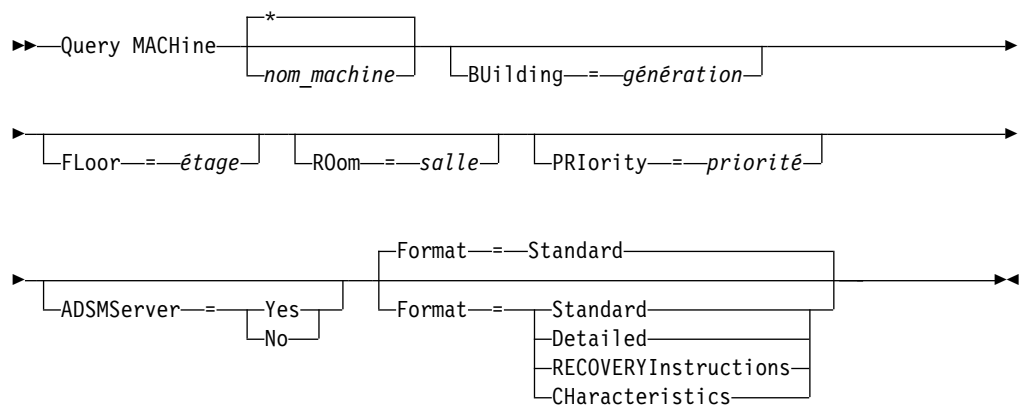 *
Query MACHine nom_machine BUilding = génération
FLoor = étage ROom = salle PRIority = priorité
Format = Standard
ADSMServer = Yes Format = Standard
No Detailed
RECOVERYInstructions
CHaracteristics